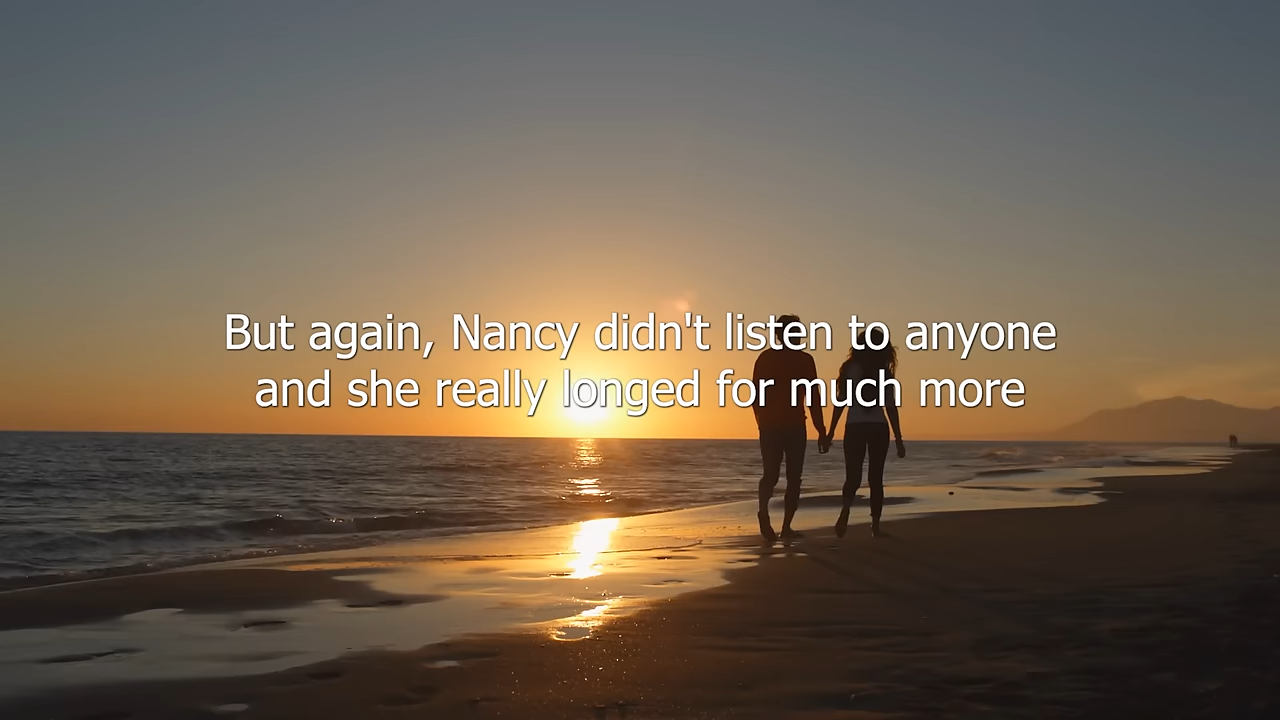 But again, Nancy didn't listen to anyone
and she really longed for much more